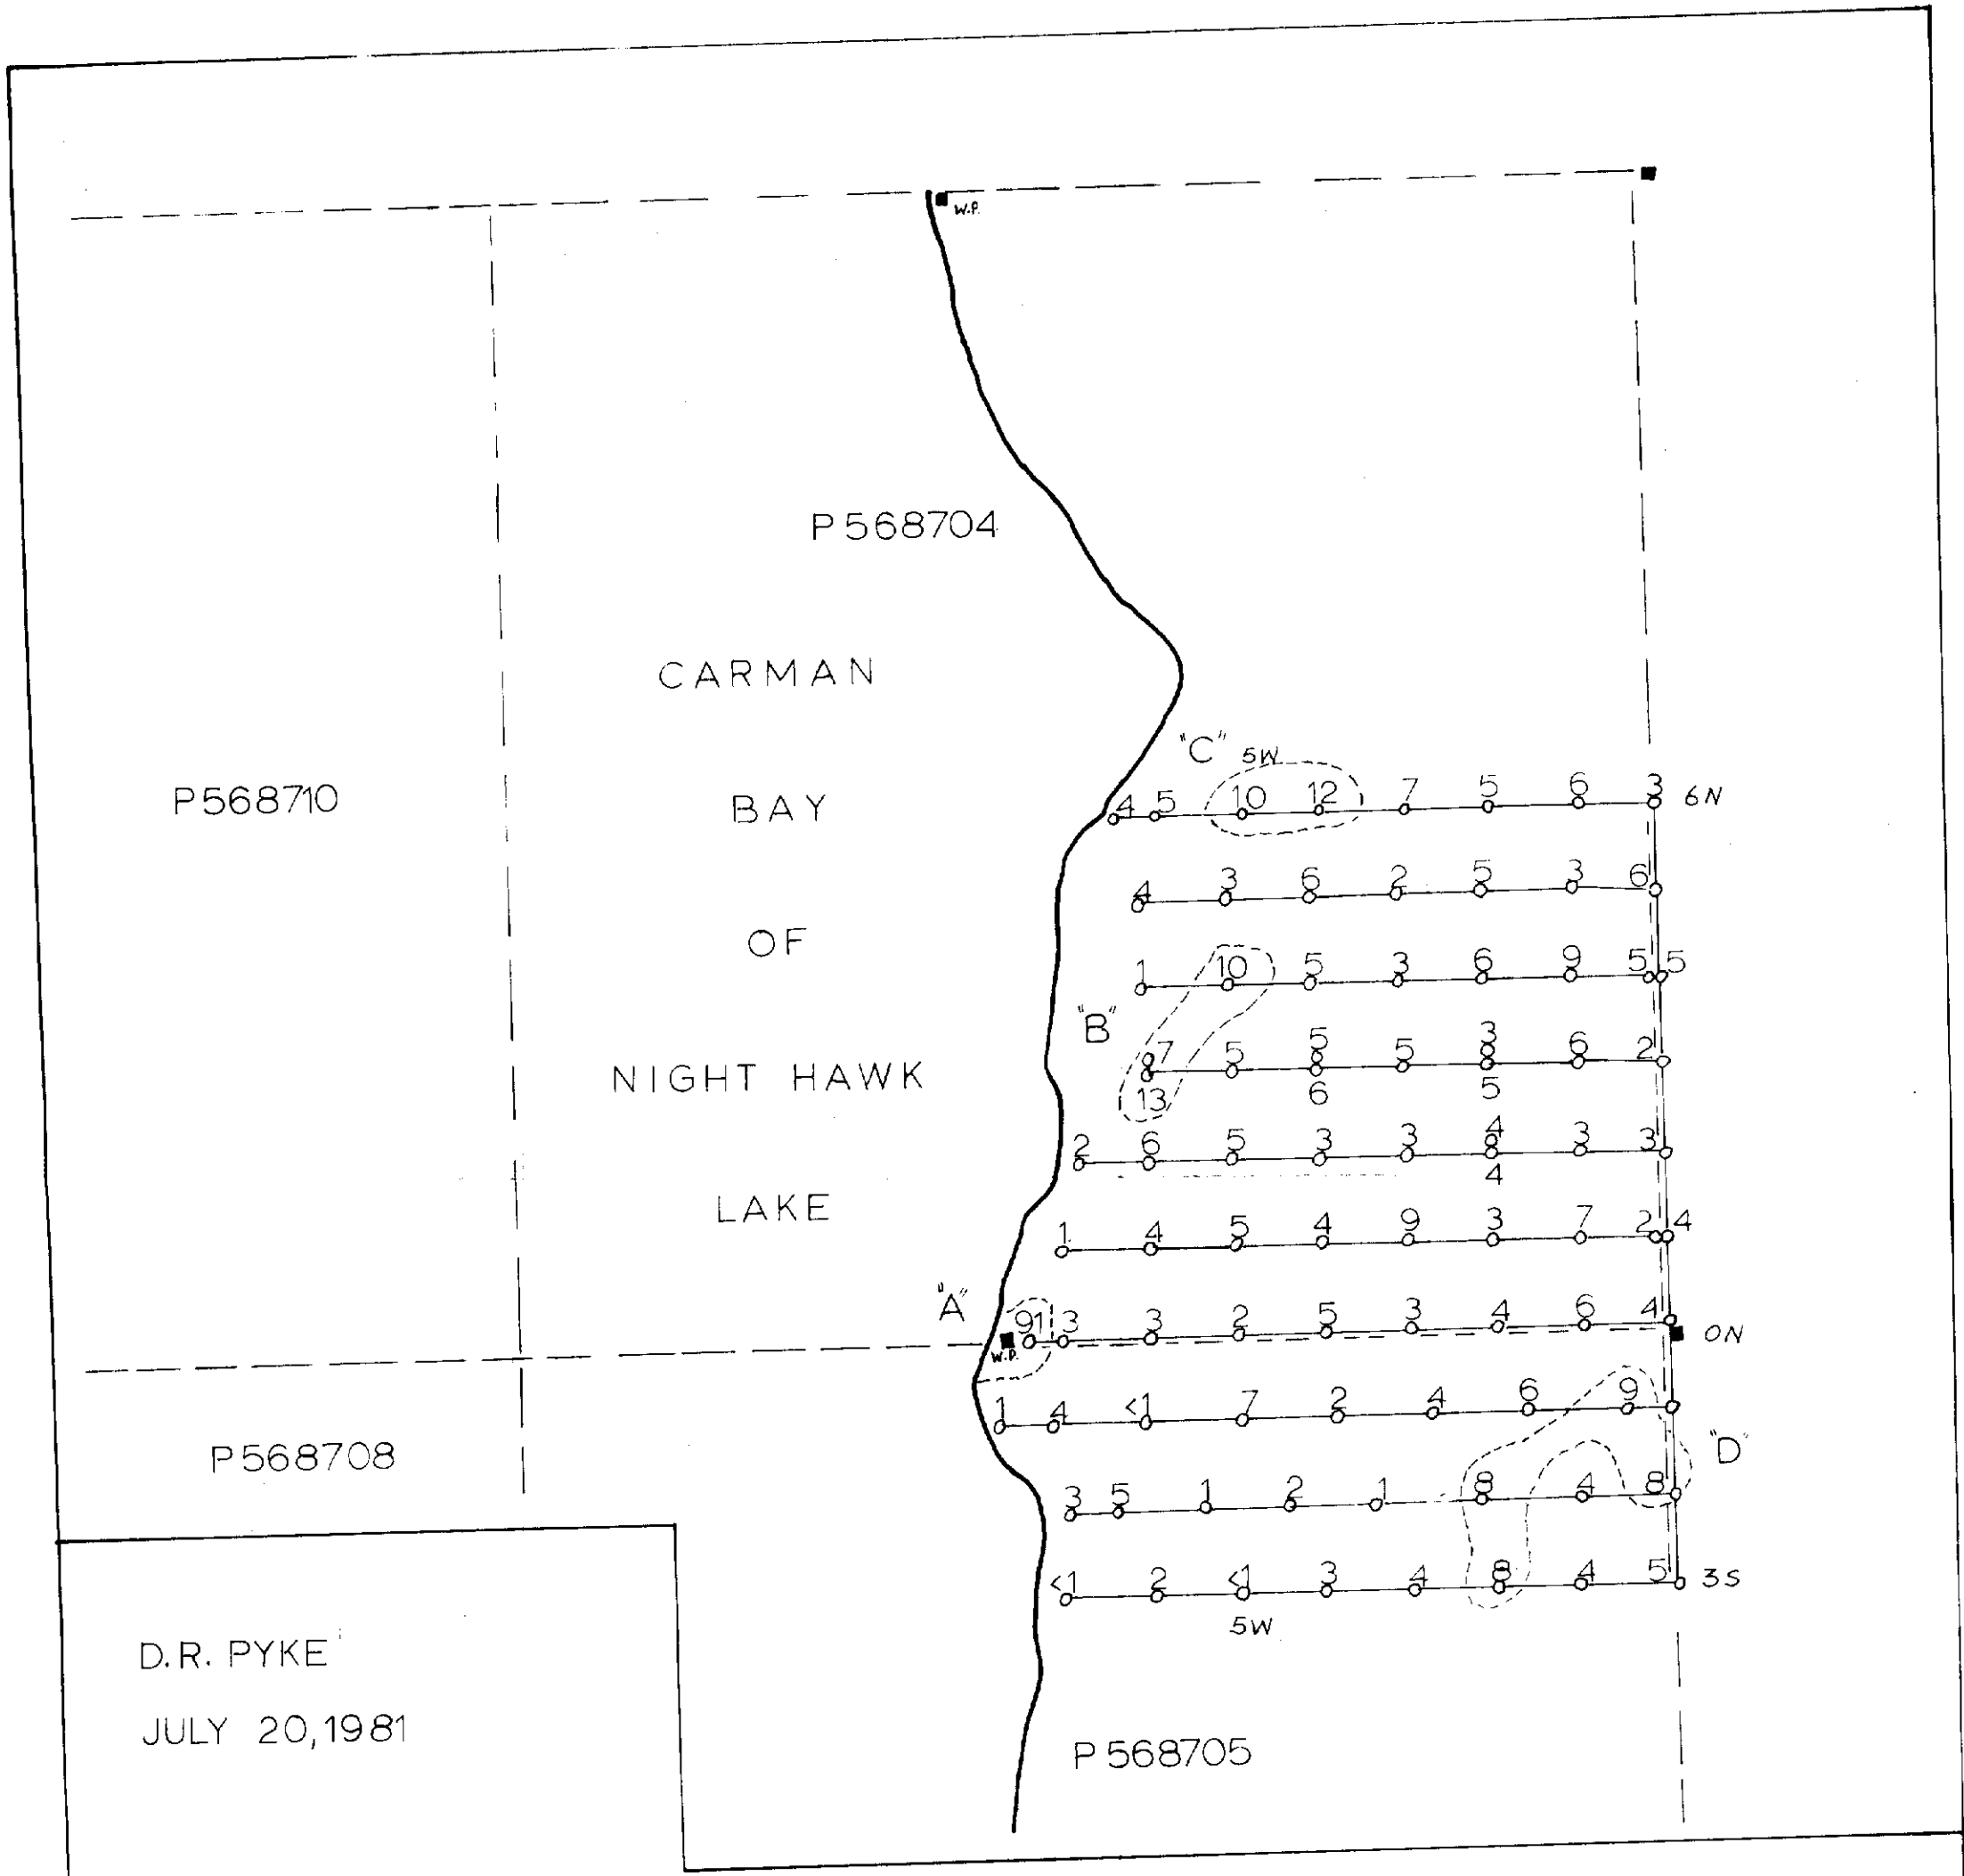 W.P.
P568704
CARMAN
"C" 5W
P568710
BAY
4 5 10 12 7 5 6 3 6N
4 3 6 2 5 3 6
OF
1 10 5 3 6 9 5 5
"B"
7 5 5 5 3 6 2
NIGHT HAWK
13 6 5
2 6 5 3 3 4 3 3
4
LAKE
1 4 5 4 9 3 7 2 4
"A"
91 3 3 2 5 3 4 6 4 0N
W.P.
1 4 <1 7 2 4 6 9
P568708
"D"
3 5 1 2 1 8 4 8
<1 2 <1 3 4 8 4 5 3S
5W
D.R. PYKE
JULY 20,1981
P568705